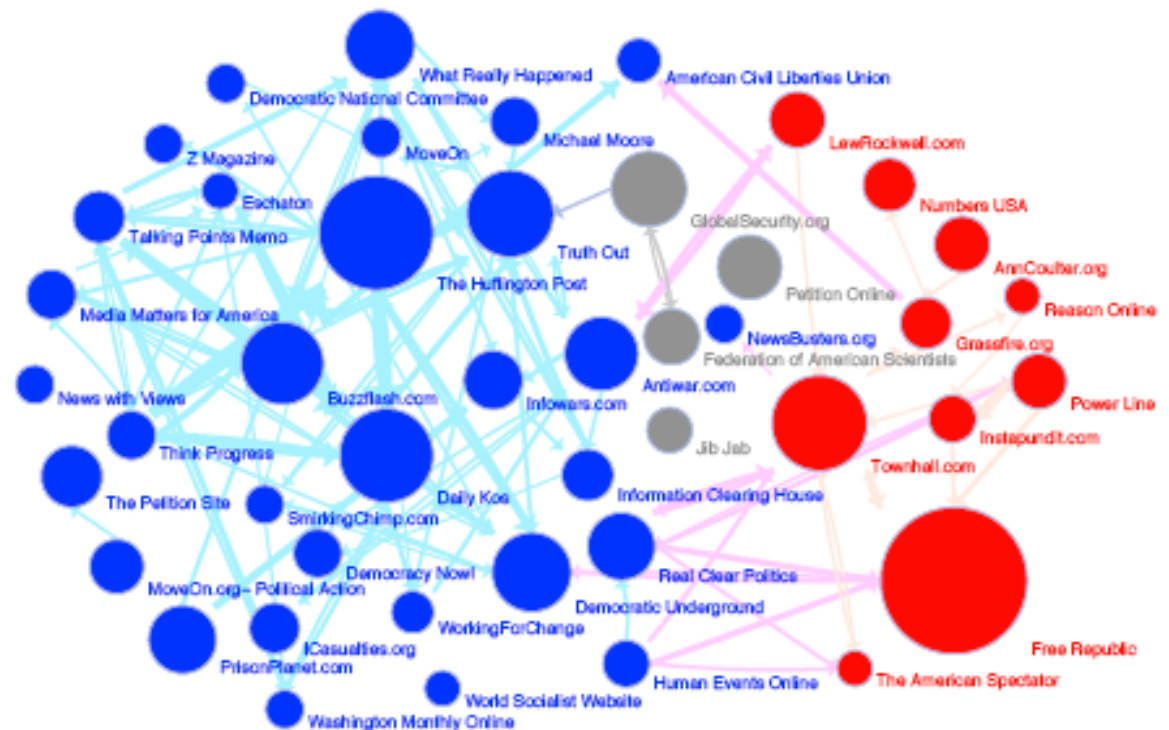 What Really Happened
American Civil Liberties Union
Democratic National Committee
Michael Moore
LewRockwell.com
MoveOn
Z Magazine
Eschaton
Numbers USA
GlobalSecurity.org
Talking Points Memo
Truth Out
AnnCoulter.org
The Huffington Post
Petition Online
Reason Online
Media Matters for America
NewsBusters.org
Grassfire.org
Federation of American Scientists
Antiwar.com
News with Views
Buzzflash.com
Infowars.com
Power Line
Instapundit.com
Jib Jab
Think Progress
Townhall.com
The Petition Site
Daily Kos
Information Clearing House
SmirkingChimp.com
Democracy Now!
Real Clear Politics
MoveOn.org- Political Action
Democratic Underground
WorkingForChange
ICasualties.org
Free Republic
PrisonPlanet.com
Human Events Online
The American Spectator
World Socialist Website
Washington Monthly Online